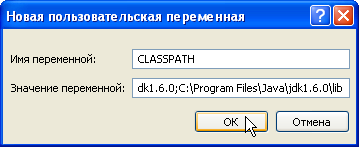 Новая пользовательская переменная
Имя переменной: CLASSPATH
Значение переменной: dk1.6.0;C:\Program Files\Java\jdk1.6.0\lib
ОК Отмена